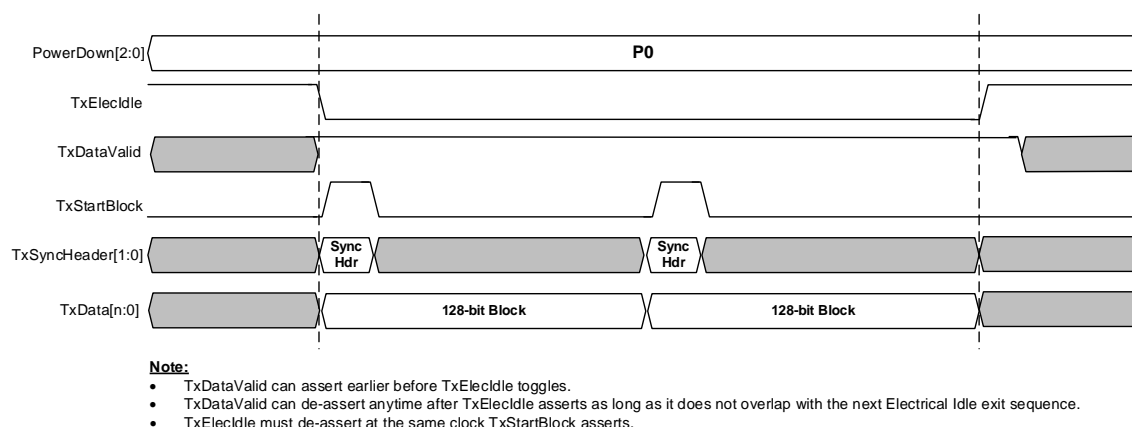 PowerDown[2:0]
P0
TxElecIdle
TxDataValid
TxStartBlock
TxSyncHeader[1:0]
Sync
Hdr
Sync
Hdr
TxData[n:0]
128-bit Block
128-bit Block
Note:
• TxDataValid can assert earlier before TxElecIdle toggles.
• TxDataValid can de-assert anytime after TxElecIdle asserts as long as it does not overlap with the next Electrical Idle exit sequence.
• TxElecIdle must de-assert at the same clock TxStartBlock asserts.